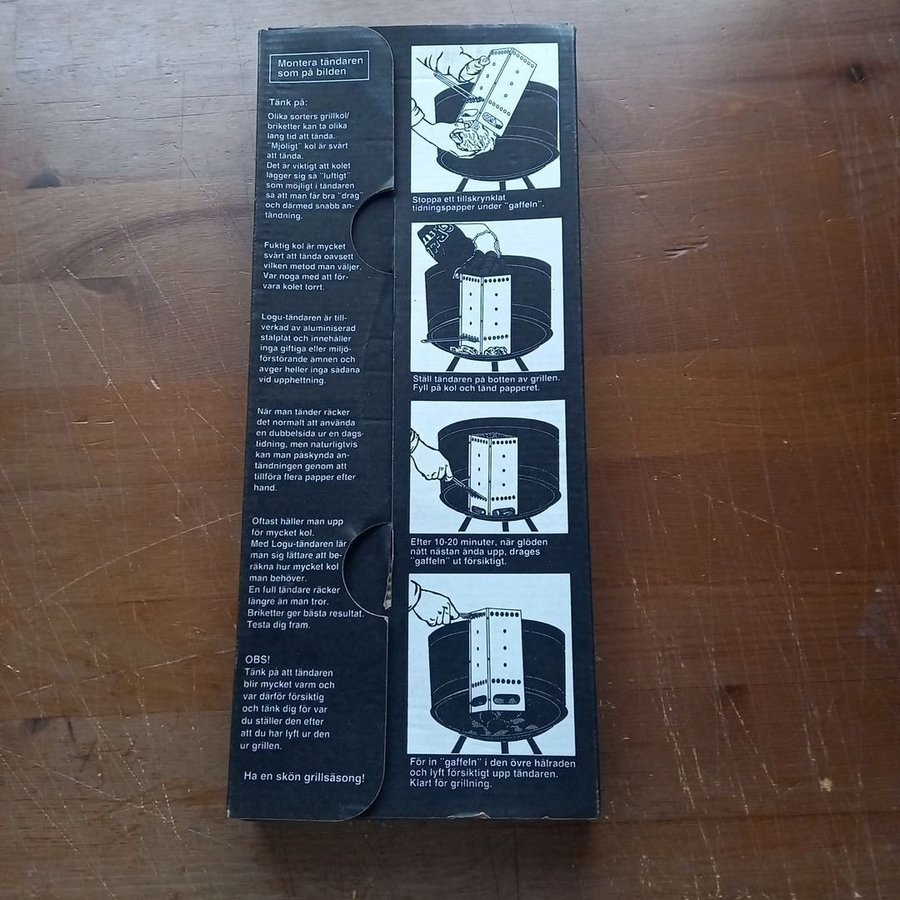 Montera tändaren
som på bilden
Tänk på:
Olika sorters grillkol/
briketter kan ta olika
lång tid att tända.
"Mjöligt" kol är svårt
att tända.
Det är viktigt att kolet
lägger sig så "luftigt"
som möjligt i tändaren
så att man får bra "drag"
och därmed snabb an-
tändning.
Fuktig kol är mycket
svårt att tända oavsett
vilken metod man väljer.
Var noga med att för-
vara kolet torrt.
Logu-tändaren är till-
verkad av aluminiserad
stålplåt och innehåller
inga giftiga eller miljö-
förstörande ämnen och
avger heller inga sådana
vid upphettning.
När man tänder räcker
det normalt att använda
en dubbelsida ur en dags-
tidning, men naturligtvis
kan man påskynda an-
tändningen genom att
tillföra flera papper efter
hand.
Oftast häller man upp
för mycket kol.
Med Logu-tändaren lär
man sig lättare att be-
räkna hur mycket kol
man behöver.
En full tändare räcker
längre än man tror.
Briketter ger bästa resultat.
Testa dig fram.
OBS!
Tänk på att tändaren
blir mycket varm och
var därför försiktig
och tänk dig för var
du ställer den efter
att du har lyft ur den
ur grillen.
Ha en skön grillsäsong!
Stoppa ett tillskrynklat
tidningspapper under "gaffeln".
Ställ tändaren på botten av grillen.
Fyll på kol och tänd papperet.
Efter 10-20 minuter, när glöden
nått nästan ända upp, drages
"gaffeln" ut försiktigt.
För in "gaffeln" i den övre hålraden
och lyft försiktigt upp tändaren.
Klart för grillning.